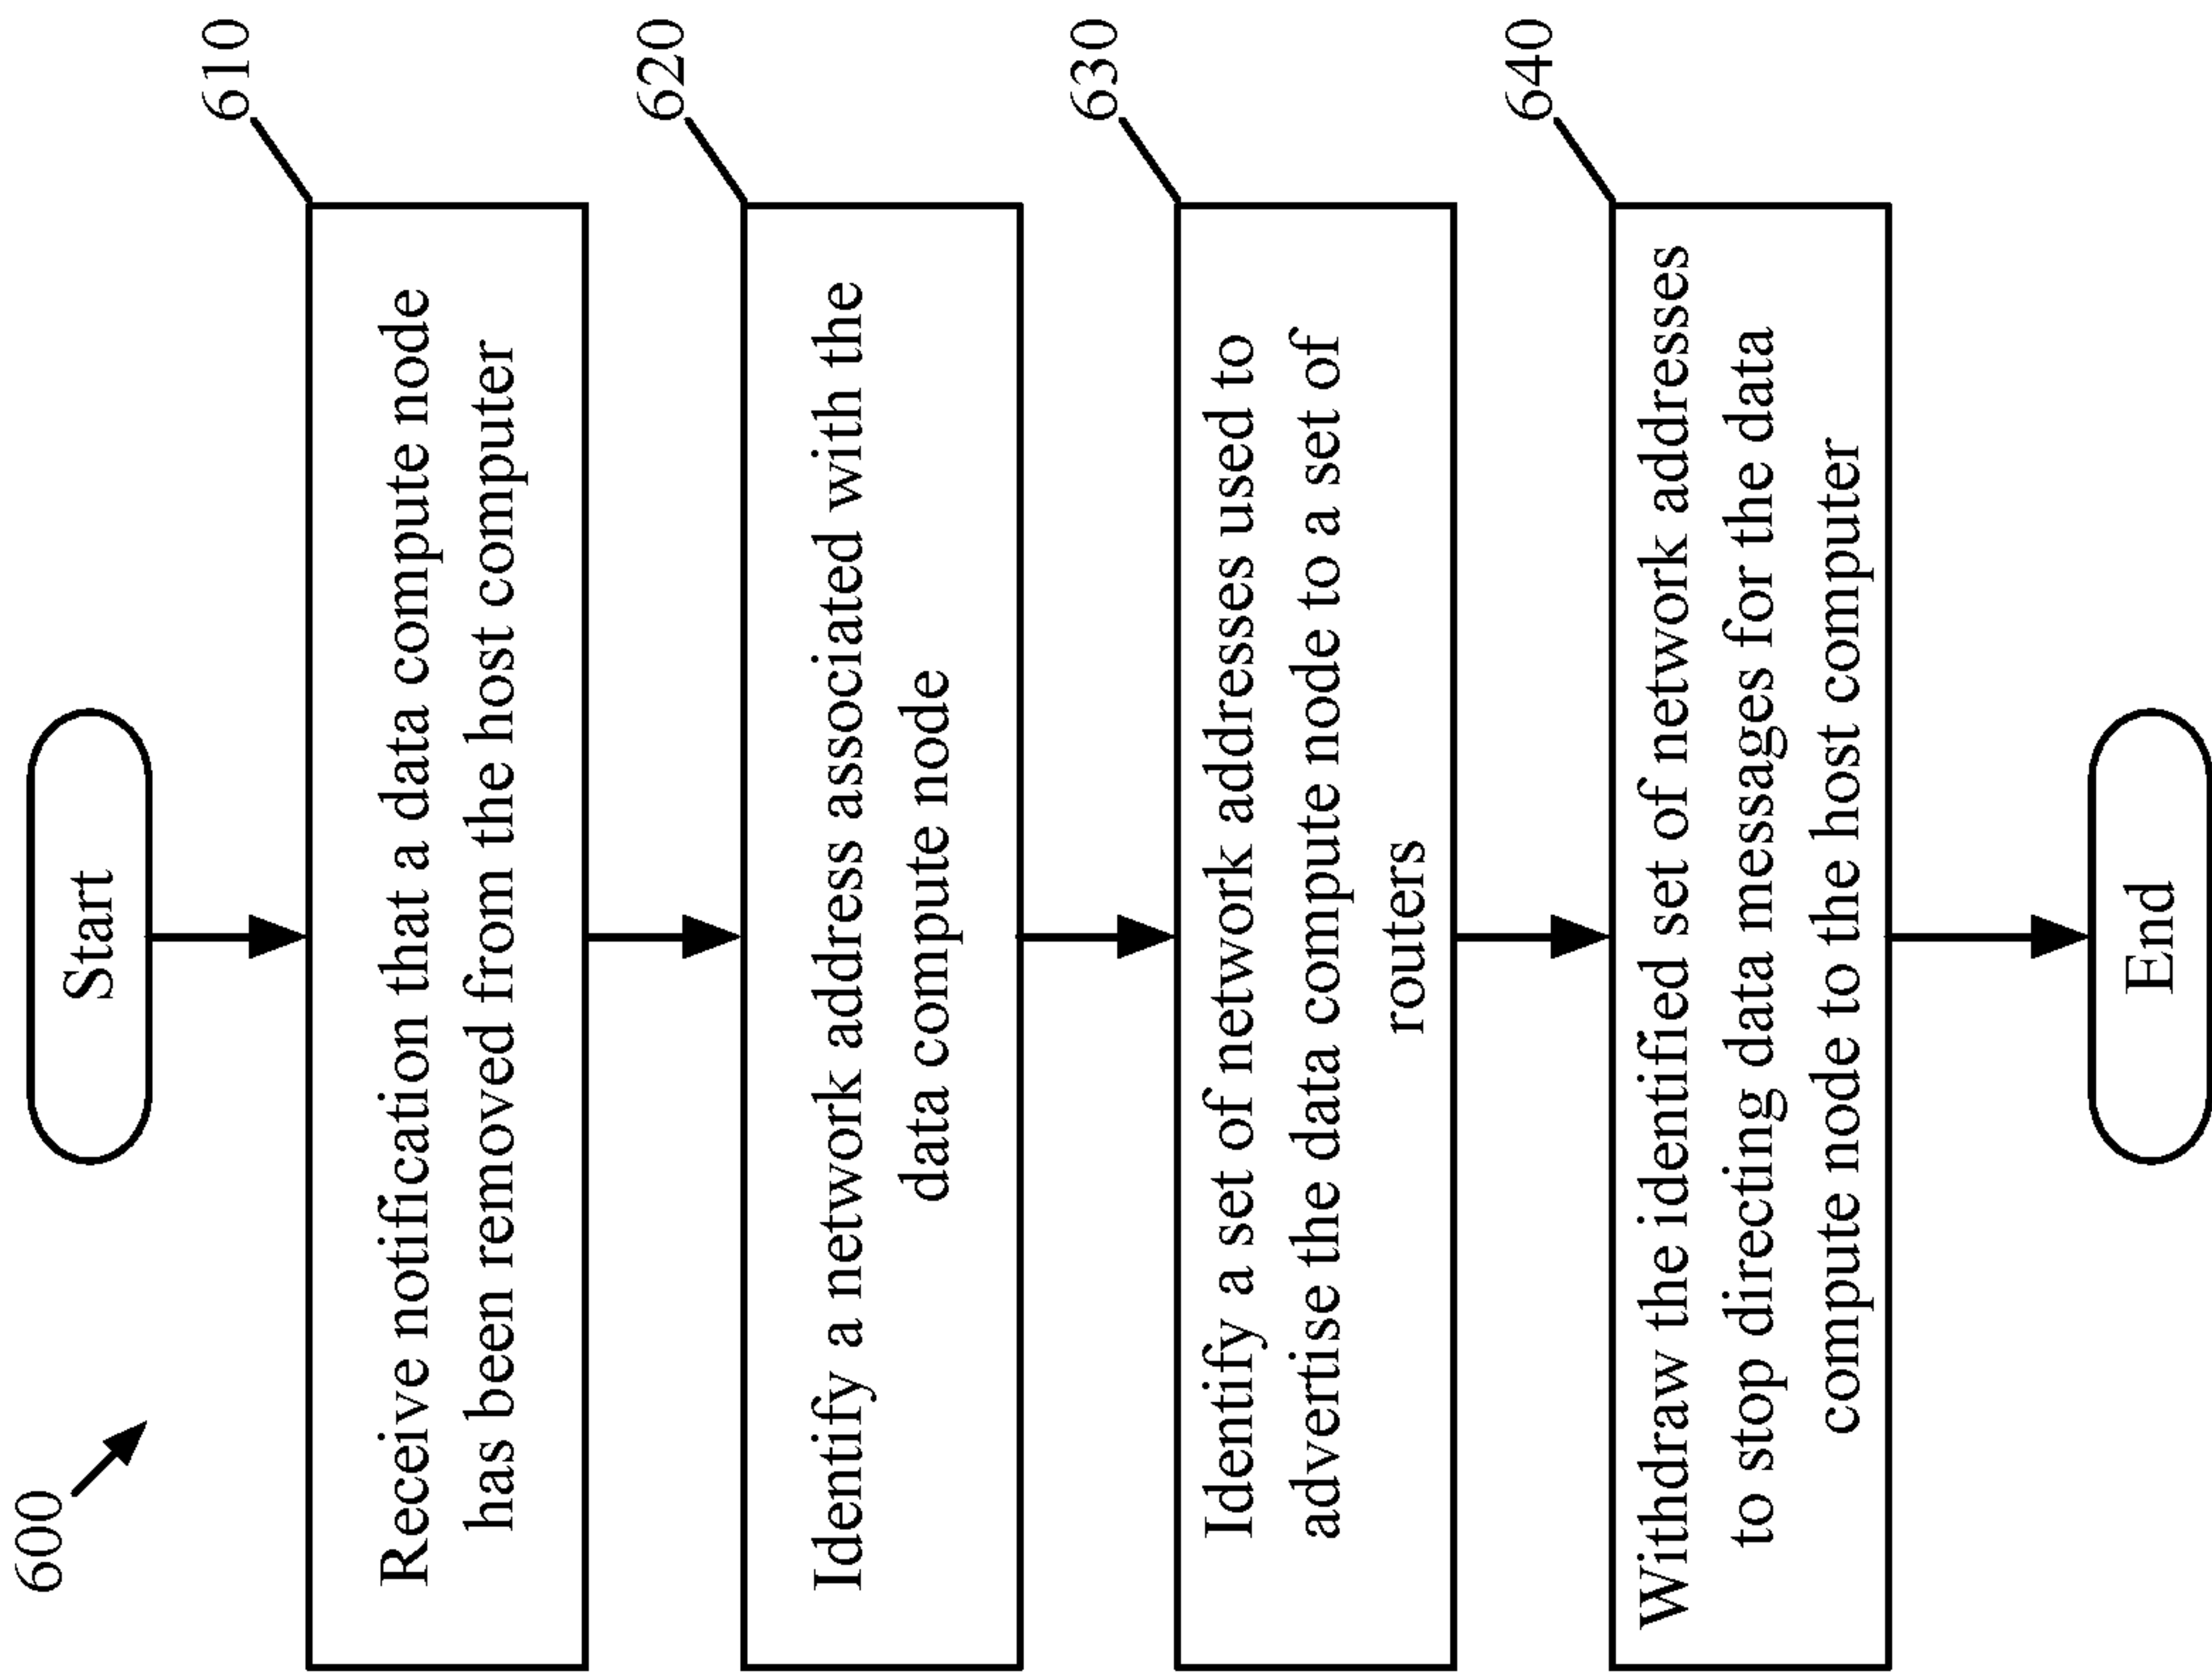 600
Start
610
Receive notification that a data compute node
has been removed from the host computer
620
Identify a network address associated with the
data compute node
630
Identify a set of network addresses used to
advertise the data compute node to a set of
routers
640
Withdraw the identified set of network addresses
to stop directing data messages for the data
compute node to the host computer
End